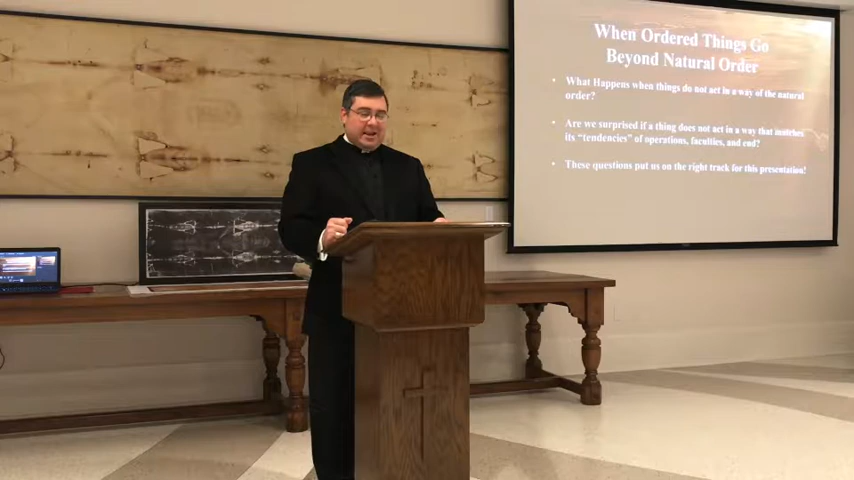 When Ordered Things Go
Beyond Natural Order
• What Happens when things do not act in a way of the natural
order?
• Are we surprised if a thing does not act in a way that matches
its "tendencies" of operations, faculties, and end?
• These questions put us on the right track for this presentation.